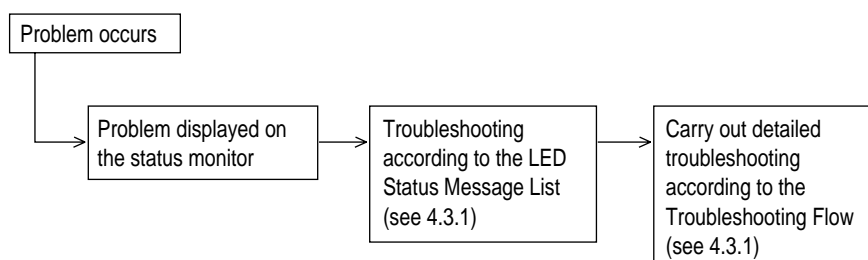 Problem occurs
Problem displayed on
the status monitor
Troubleshooting
according to the LED
Status Message List
(see 4.3.1)
Carry out detailed
troubleshooting
according to the
Troubleshooting Flow
(see 4.3.1)